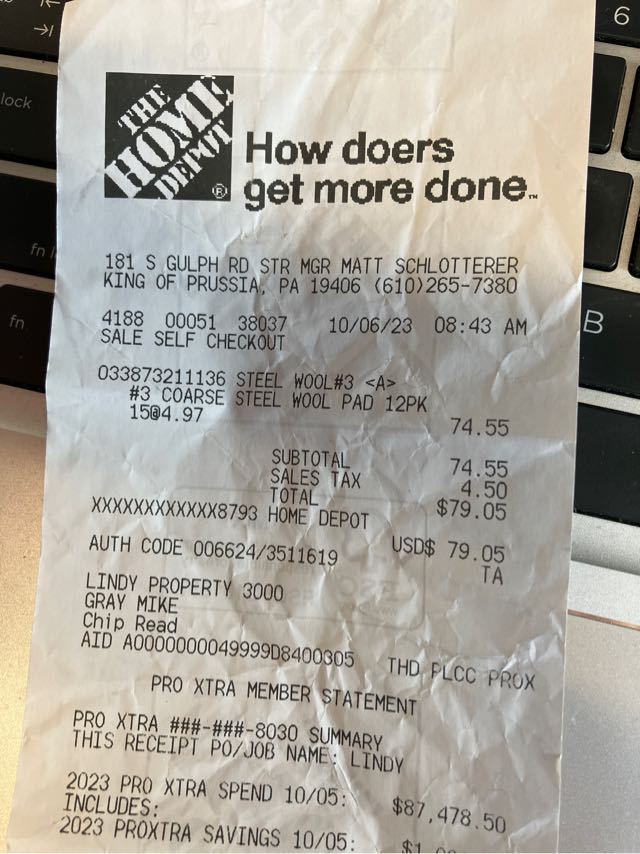 THE
HOME
DEPOT
®
How doers
get more done™
181 S GULPH RD STR MGR MATT SCHLOTTERER
KING OF PRUSSIA, PA 19406 (610)265-7380
4188 00051 38037 10/06/23 08:43 AM
SALE SELF CHECKOUT
033873211136 STEEL WOOL#3 <A>
#3 COARSE STEEL WOOL PAD 12PK
15@4.97 74.55
SUBTOTAL 74.55
SALES TAX 4.50
TOTAL $79.05
XXXXXXXXXXXX8793 HOME DEPOT
USD$ 79.05
AUTH CODE 006624/3511619 TA
LINDY PROPERTY 3000
GRAY MIKE
Chip Read
AID A0000000049999D8400305 THD PLCC PROX
PRO XTRA MEMBER STATEMENT
PRO XTRA ###-###-8030 SUMMARY
THIS RECEIPT PO/JOB NAME: LINDY
2023 PRO XTRA SPEND 10/05: $87,478.50
INCLUDES:
2023 PROXTRA SAVINGS 10/05:
lock
fn
fn
6
B